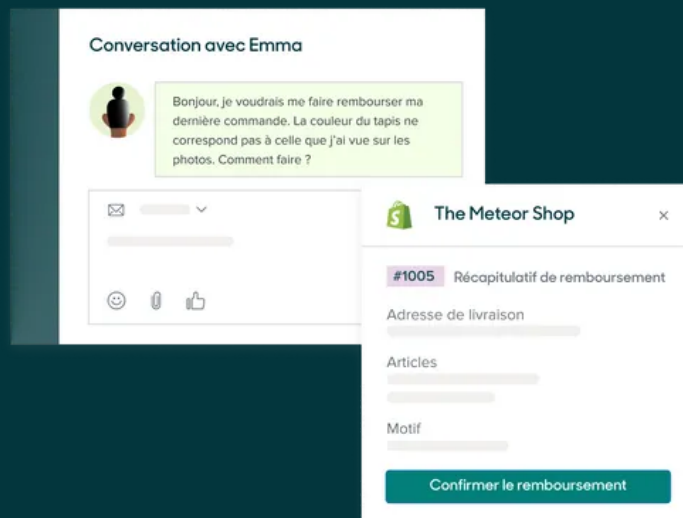 Conversation avec Emma
Bonjour, je voudrais me faire rembourser ma
dernière commande. La couleur du tapis ne
correspond pas à celle que j'ai vue sur les
photos. Comment faire ?
The Meteor Shop
#1005 Récapitulatif de remboursement
Adresse de livraison
Articles
Motif
Confirmer le remboursement